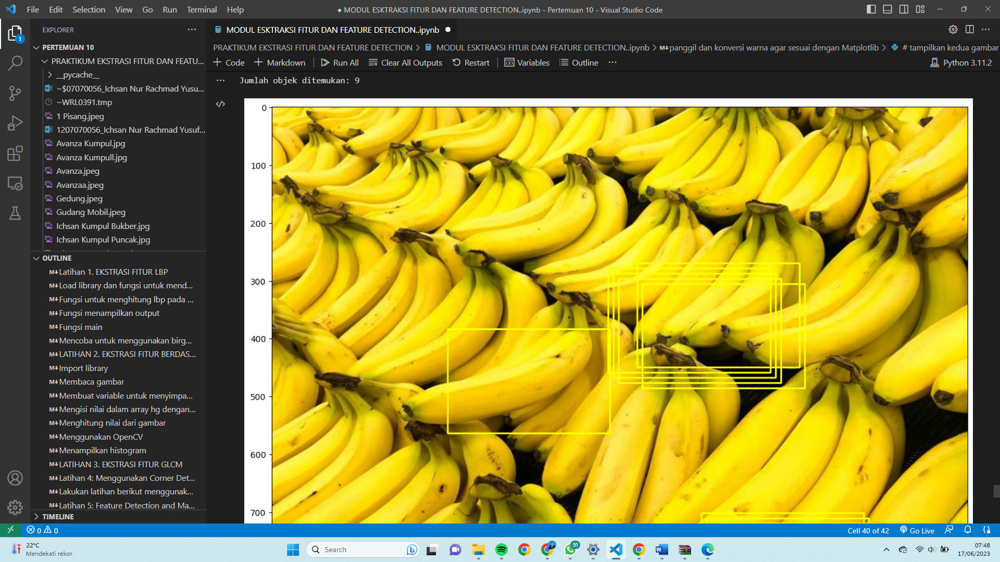 File Edit Selection View Go Run Terminal Help
● MODUL ESKTRAKSI FITUR DAN FEATURE DETECTION..ipynb - Pertemuan 10 - Visual Studio Code
EXPLORER
PERTEMUAN 10
PRAKTIKUM EKSTRASI FITUR DAN FEATU...
__pycache__
~$07070056_Ichsan Nur Rachmad Yusu...
~WRL0391.tmp
1 Pisang.jpeg
1207070056_Ichsan Nur Rachmad Yusuf...
Avanza Kumpul.jpg
Avanza Kumpull.jpg
Avanza.jpeg
Avanzaa.jpeg
Gedung.jpeg
Gudang Mobil.jpeg
Ichsan Kumpul Bukber.jpg
Ichsan Kumpul Puncak.jpg
OUTLINE
M↓Latihan 1. EKSTRASI FITUR LBP
M↓Load library dan fungsi untuk mend...
M↓Fungsi untuk menghitung lbp pada ...
M↓Fungsi menampilkan output
M↓Fungsi main
M↓Mencoba untuk menggunakan birg...
M↓LATIHAN 2. EKSTRASI FITUR BERDAS...
M↓Import library
M↓Membaca gambar
M↓Membuat variable untuk menyimpa...
M↓Mengisi nilai dalam array hg dengan...
M↓Menghitung nilai dari gambar
M↓Menggunakan OpenCV
M↓Menampilkan histogram
M↓LATIHAN 3. EKSTRASI FITUR GLCM
M↓Latihan 4: Menggunakan Corner Det...
M↓Lakukan latihan berikut menggunak...
M↓Latihan 5: Feature Detection and Ma...
TIMELINE
MODUL ESKTRAKSI FITUR DAN FEATURE DETECTION..ipynb
PRAKTIKUM EKSTRASI FITUR DAN FEATURE DETECTION > MODUL ESKTRAKSI FITUR DAN FEATURE DETECTION..ipynb > M↓panggil dan konversi warna agar sesuai dengan Matplotlib > # tampilkan kedua gambar
+ Code + Markdown Run All Clear All Outputs Restart Variables Outline ... Python 3.11.2
Jumlah objek ditemukan: 9
0
100
200
300
400
500
600
700
1
0 0
Cell 40 of 42 Go Live
22°C
Mendekati rekor
Search
91
07:48
17/06/2023